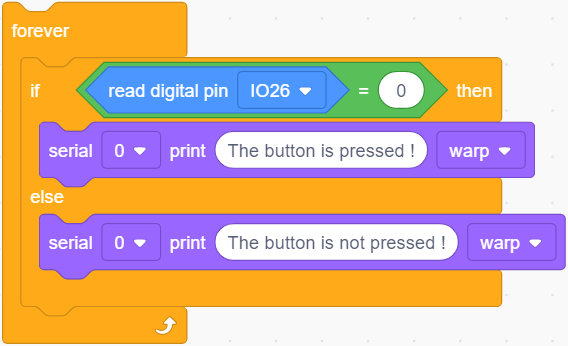 forever
if read digital pin IO26 = 0 then
serial 0 print The button is pressed ! warp
else
serial 0 print The button is not pressed ! warp